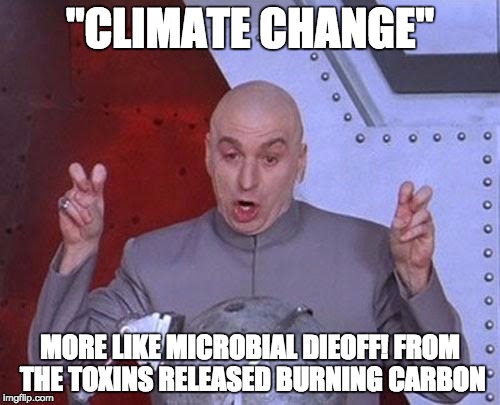 "CLIMATE CHANGE"
MORE LIKE MICROBIAL DIEOFF! FROM
THE TOXINS RELEASED BURNING CARBON
imgflip.com